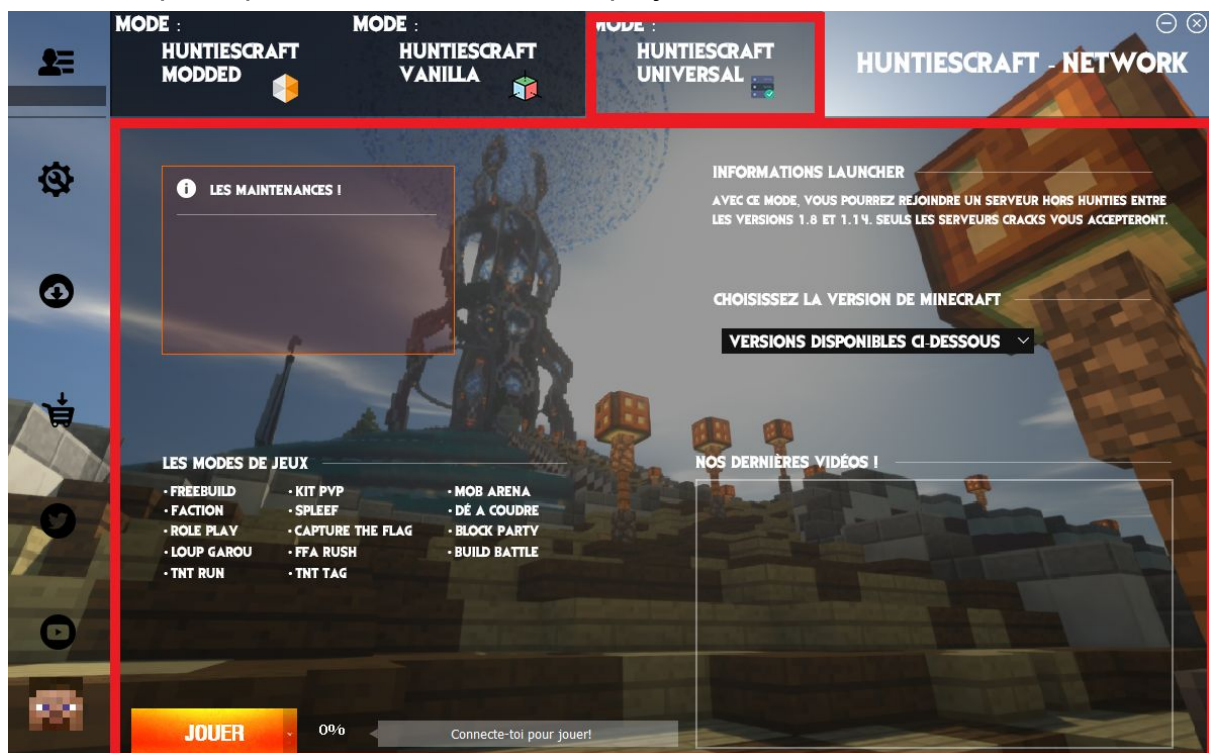 MODE :
HUNTIESCRAFT
MODDED
MODE :
HUNTIESCRAFT
VANILLA
MODE :
HUNTIESCRAFT
UNIVERSAL
HUNTIESCRAFT - NETWORK
LES MAINTENANCES !
INFORMATIONS LAUNCHER
AVEC CE MODE, VOUS POURREZ REJOINDRE UN SERVEUR HORS HUNTIES ENTRE
LES VERSIONS 1.8 ET 1.14. SEULS LES SERVEURS CRACKS VOUS ACCEPTERONT.
CHOISISSEZ LA VERSION DE MINECRAFT
VERSIONS DISPONIBLES CI-DESSOUS
LES MODES DE JEUX
• FREEBUILD
• FACTION
• ROLE PLAY
• LOUP GAROU
• TNT RUN
• KIT PVP
• SPLEEF
• CAPTURE THE FLAG
• FFA RUSH
• TNT TAG
• MOB ARENA
• DÉ A COUDRE
• BLOCK PARTY
• BUILD BATTLE
NOS DERNIÈRES VIDÉOS !
JOUER
0%
Connecte-toi pour jouer!